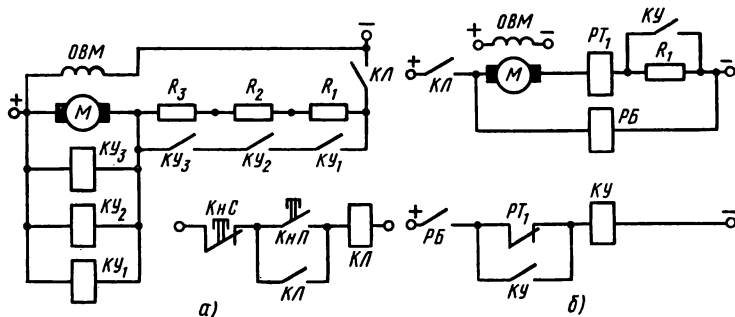 ОВМ
−
КЛ
+
М
R3
R2
R1
КУ3
КУ2
КУ1
КУ3
КУ2
КУ1
КнС
КнП
КЛ
КЛ
а)
+
ОВМ
−
РТ1
КУ
+
КЛ
М
R1
−
РБ
+
РБ
РТ1
КУ
−
КУ
б)